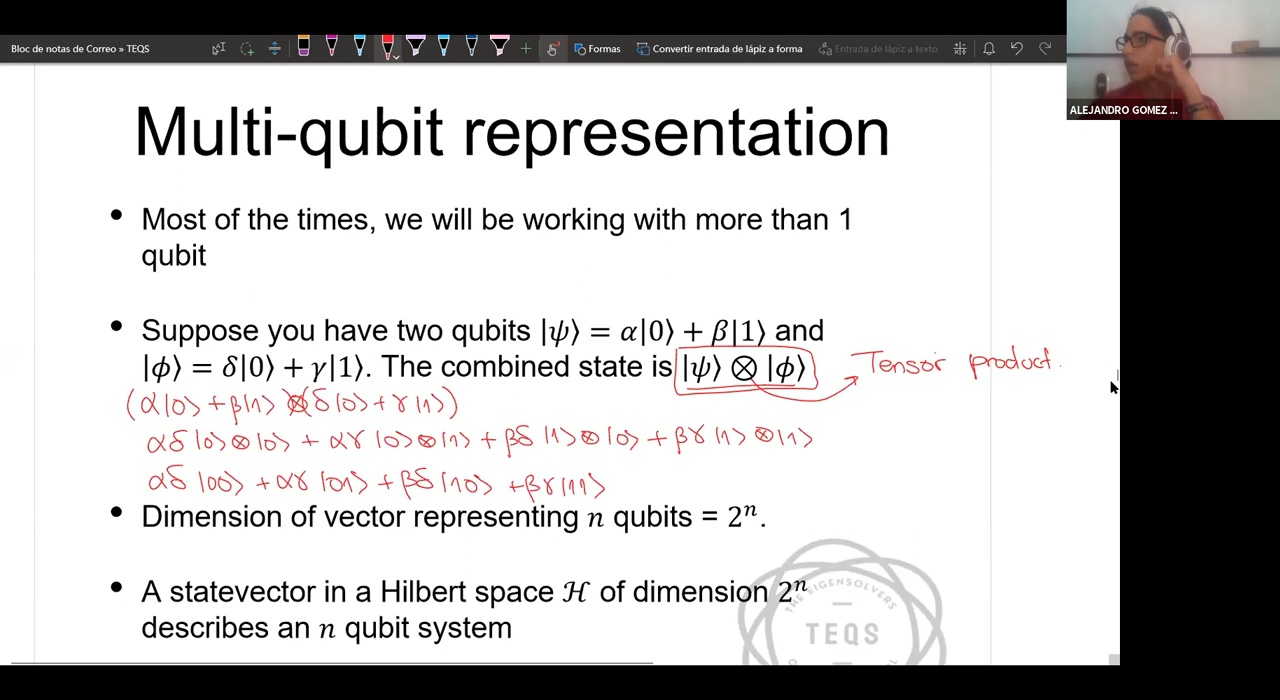 Bloc de notas de Correo » TEQS
Formas
Convertir entrada de lápiz a forma
Entrada de lápiz a texto
ALEJANDRO GOMEZ ...
Multi-qubit representation
• Most of the times, we will be working with more than 1
qubit
• Suppose you have two qubits |ψ⟩ = α|0⟩ + β|1⟩ and
|ϕ⟩ = δ|0⟩ + γ|1⟩. The combined state is |ψ⟩ ⊗ |ϕ⟩
Tensor product.
(α|0⟩ + β|1⟩ ⊗ (δ|0⟩ + γ|1⟩)
αδ |0⟩⊗|0⟩ + αγ |0⟩⊗|1⟩ + βδ |1⟩⊗|0⟩ + βγ |1⟩⊗|1⟩
αδ |00⟩ + αγ |01⟩ + βδ |10⟩ + βγ |11⟩
• Dimension of vector representing n qubits = 2ⁿ.
• A statevector in a Hilbert space ℋ of dimension 2ⁿ
describes an n qubit system
THE EIGENSOLVERS
TEQS